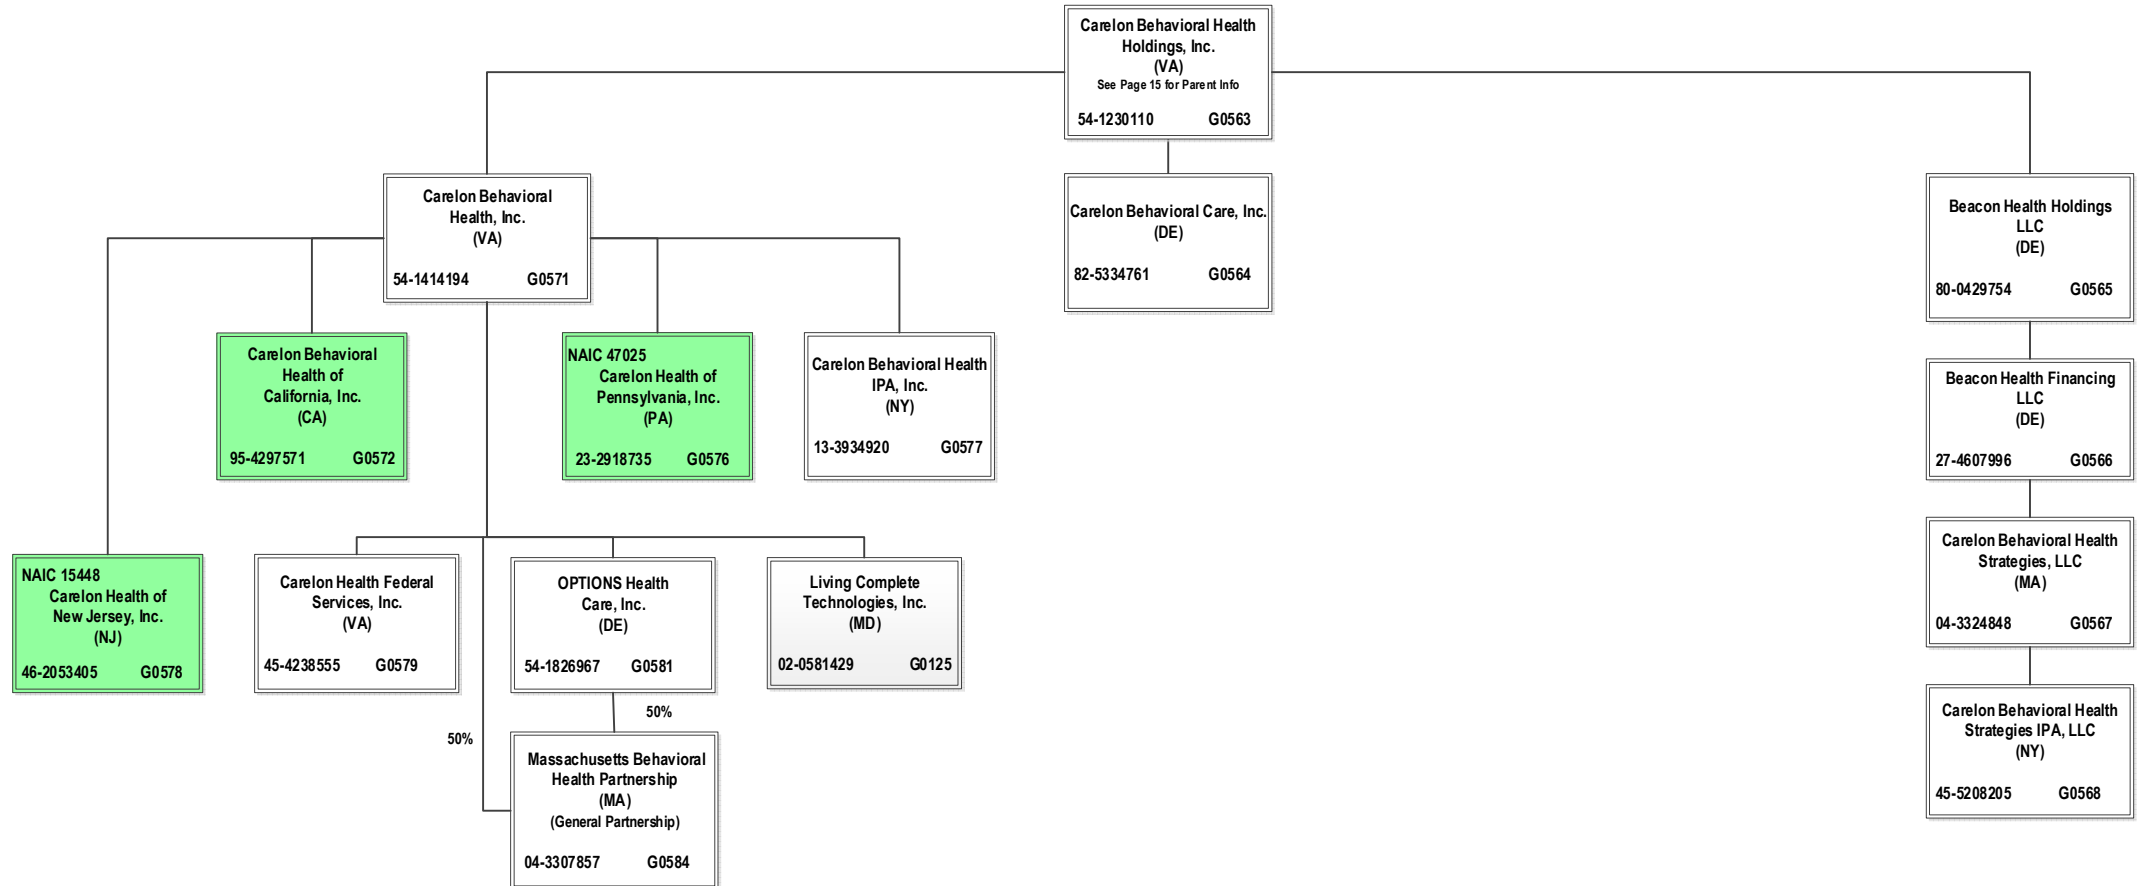 Carelon Behavioral Health
Holdings, Inc.
(VA)
See Page 15 for Parent Info
54-1230110 G0563
Carelon Behavioral
Health, Inc.
(VA)
54-1414194 G0571
Carelon Behavioral Care, Inc.
(DE)
82-5334761 G0564
Beacon Health Holdings
LLC
(DE)
80-0429754 G0565
Carelon Behavioral
Health of
California, Inc.
(CA)
95-4297571 G0572
NAIC 47025
Carelon Health of
Pennsylvania, Inc.
(PA)
23-2918735 G0576
Carelon Behavioral Health
IPA, Inc.
(NY)
13-3934920 G0577
Beacon Health Financing
LLC
(DE)
27-4607996 G0566
NAIC 15448
Carelon Health of
New Jersey, Inc.
(NJ)
46-2053405 G0578
Carelon Health Federal
Services, Inc.
(VA)
45-4238555 G0579
OPTIONS Health
Care, Inc.
(DE)
54-1826967 G0581
Living Complete
Technologies, Inc.
(MD)
02-0581429 G0125
Carelon Behavioral Health
Strategies, LLC
(MA)
04-3324848 G0567
50%
50%
Massachusetts Behavioral
Health Partnership
(MA)
(General Partnership)
04-3307857 G0584
Carelon Behavioral Health
Strategies IPA, LLC
(NY)
45-5208205 G0568